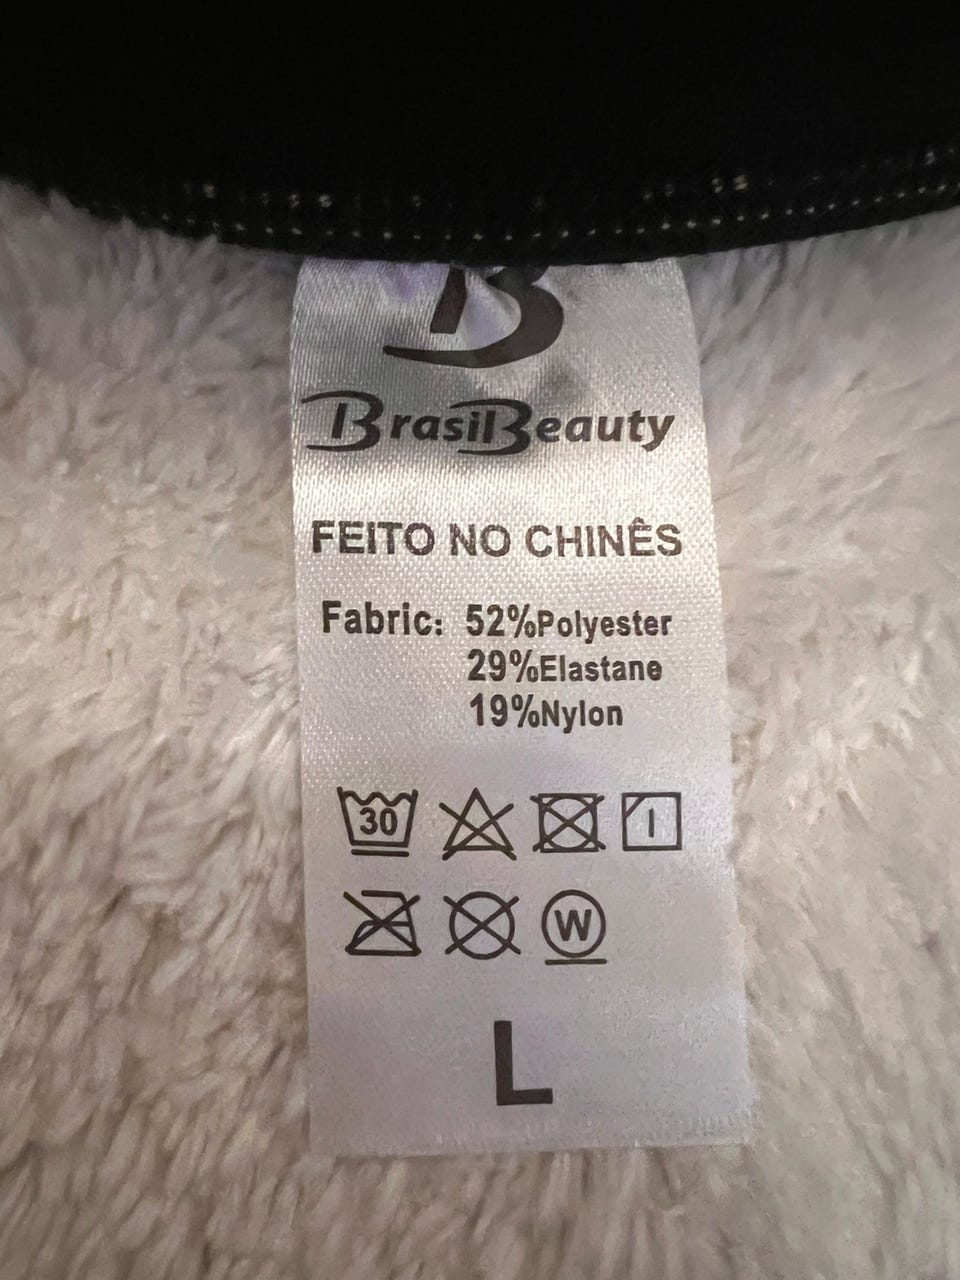 B
BrasilBeauty
FEITO NO CHINÊS
Fabric: 52%Polyester
29%Elastane
19%Nylon
30
W
L